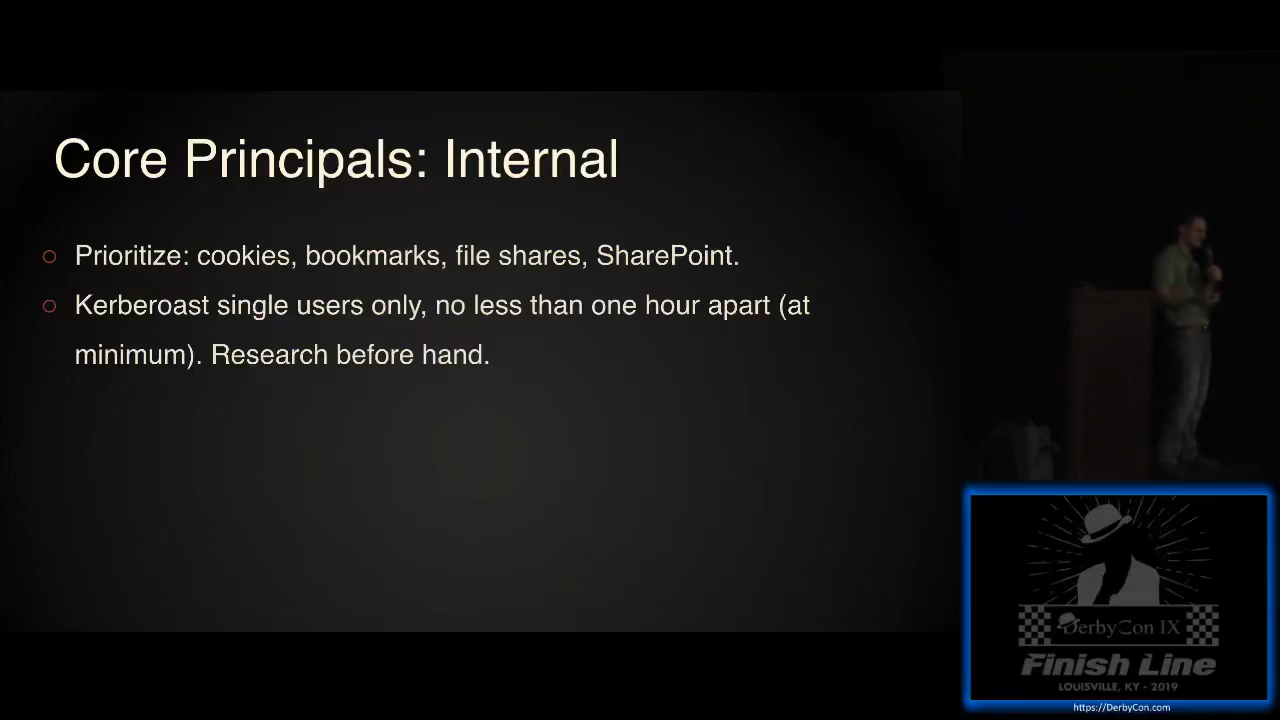 Core Principals: Internal
Prioritize: cookies, bookmarks, file shares, SharePoint.
Kerberoast single users only, no less than one hour apart (at
minimum). Research before hand.
DerbyCon IX
Finish Line
LOUISVILLE, KY - 2019
https://DerbyCon.com